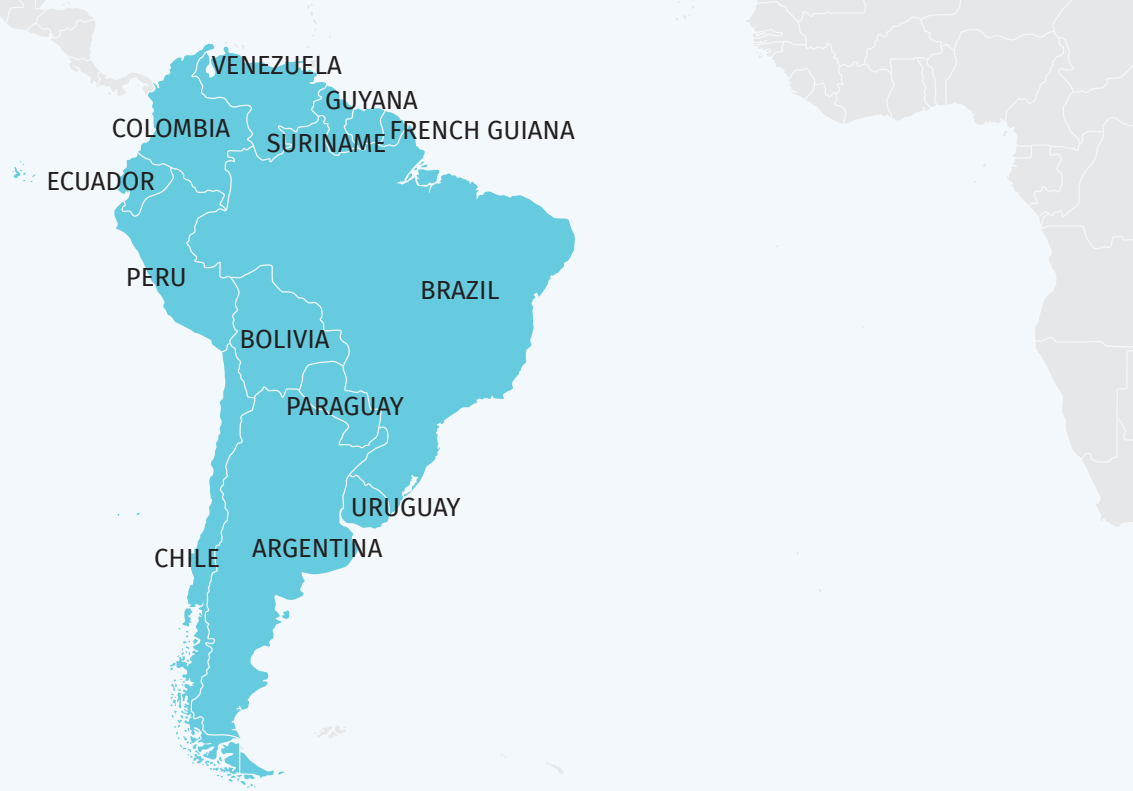 VENEZUELA
GUYANA
COLOMBIA
FRENCH GUIANA
SURINAME
ECUADOR
PERU
BRAZIL
BOLIVIA
PARAGUAY
URUGUAY
ARGENTINA
CHILE